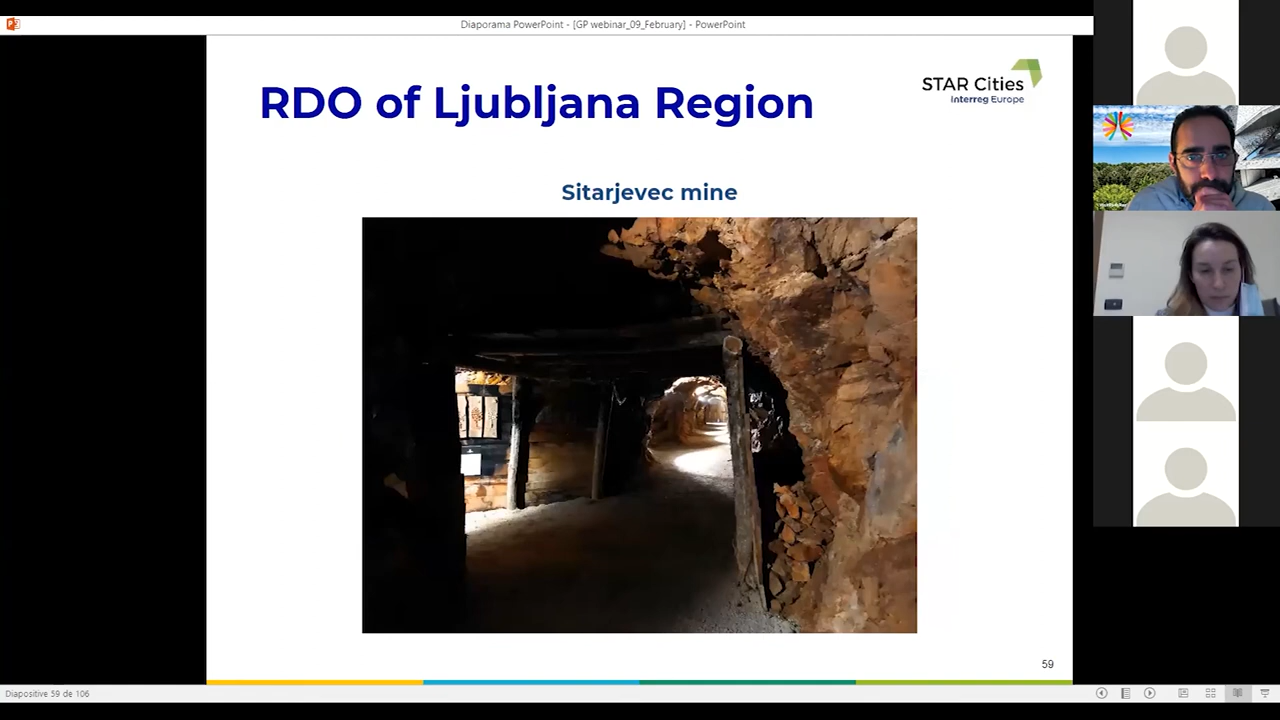 Diaporama PowerPoint - [GP webinar_09_February] - PowerPoint
RDO of Ljubljana Region
STAR Cities
Interreg Europe
Sitarjevec mine
59
Diapositive 59 de 106